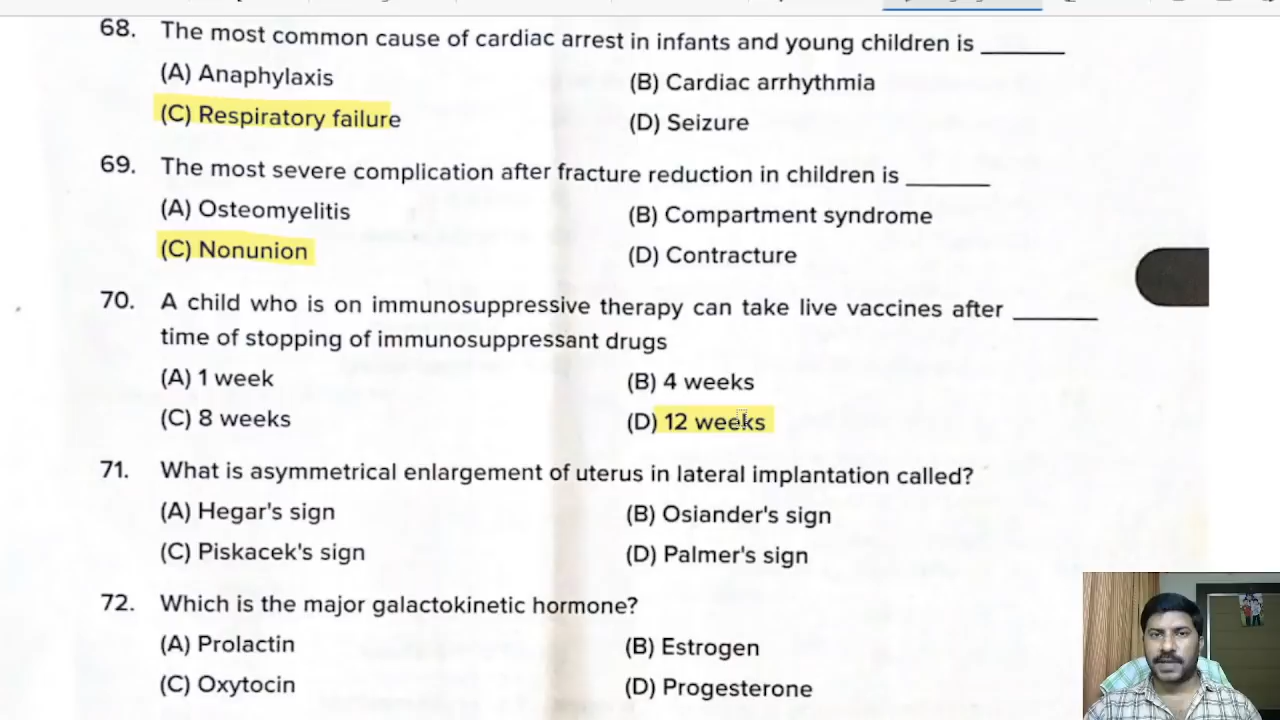 68. The most common cause of cardiac arrest in infants and young children is ________
(A) Anaphylaxis (B) Cardiac arrhythmia
(C) Respiratory failure (D) Seizure
69. The most severe complication after fracture reduction in children is ________
(A) Osteomyelitis (B) Compartment syndrome
(C) Nonunion (D) Contracture
70. A child who is on immunosuppressive therapy can take live vaccines after ________
time of stopping of immunosuppressant drugs
(A) 1 week (B) 4 weeks
(C) 8 weeks (D) 12 weeks
71. What is asymmetrical enlargement of uterus in lateral implantation called?
(A) Hegar's sign (B) Osiander's sign
(C) Piskacek's sign (D) Palmer's sign
72. Which is the major galactokinetic hormone?
(A) Prolactin (B) Estrogen
(C) Oxytocin (D) Progesterone